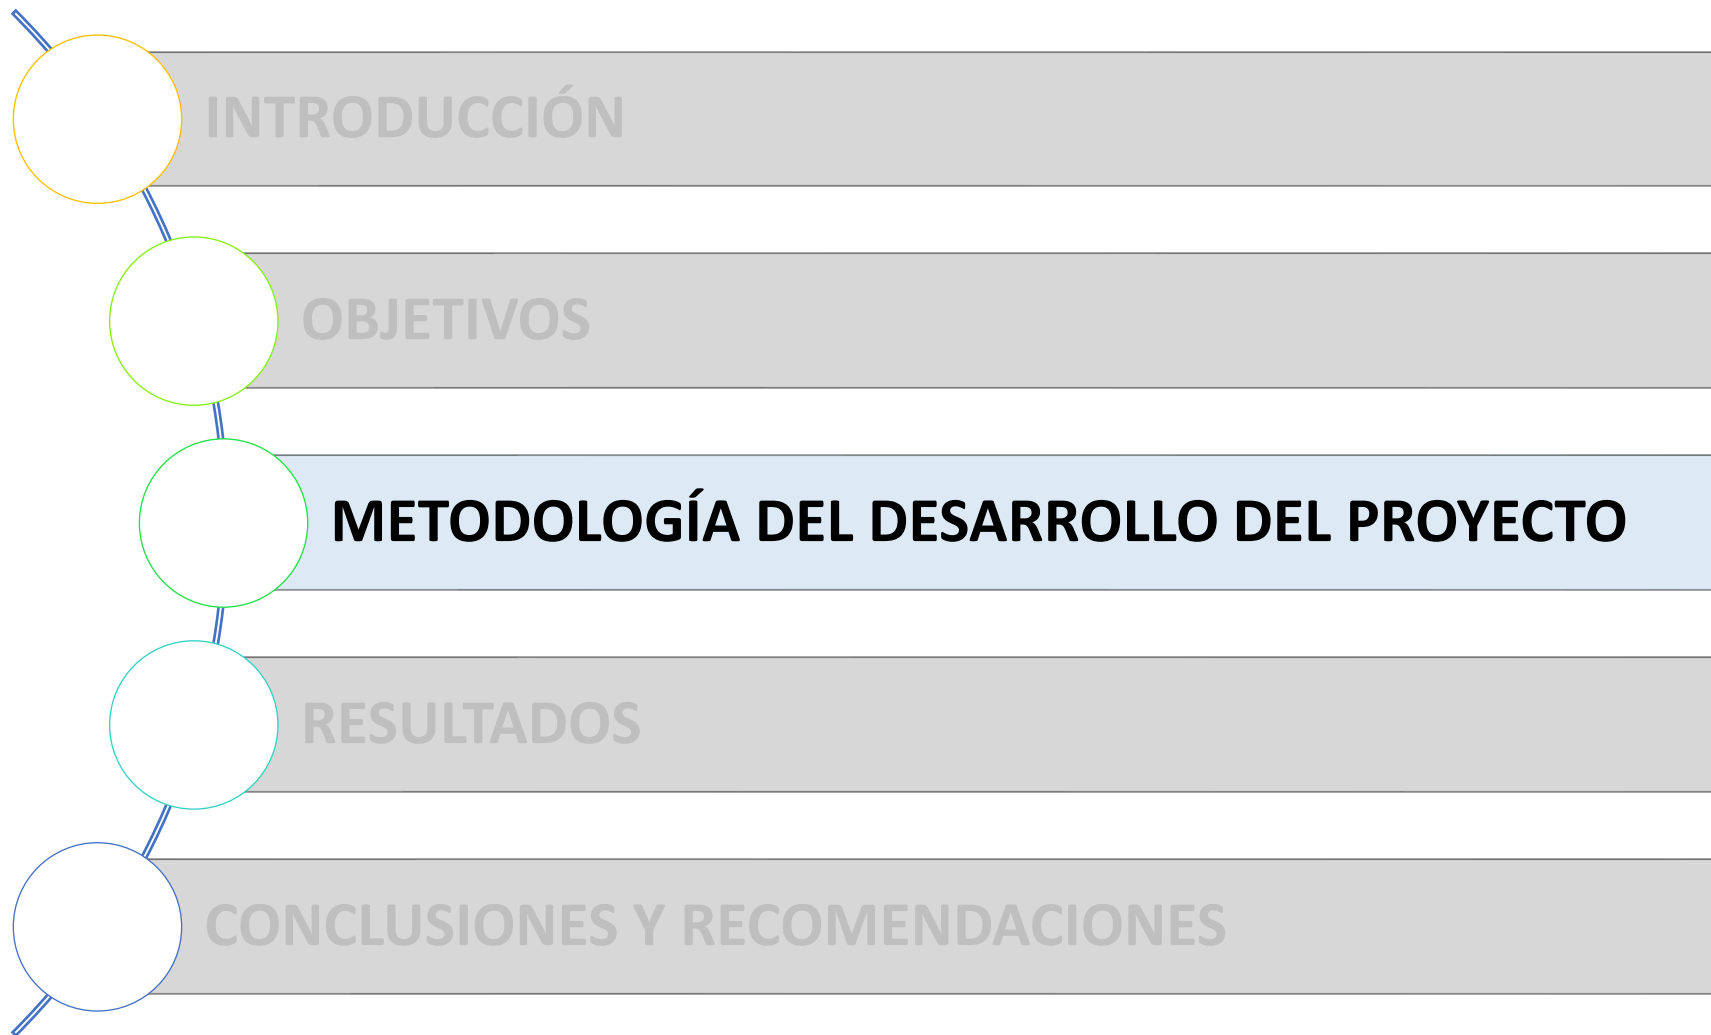 INTRODUCCIÓN
OBJETIVOS
METODOLOGÍA DEL DESARROLLO DEL PROYECTO
RESULTADOS
CONCLUSIONES Y RECOMENDACIONES